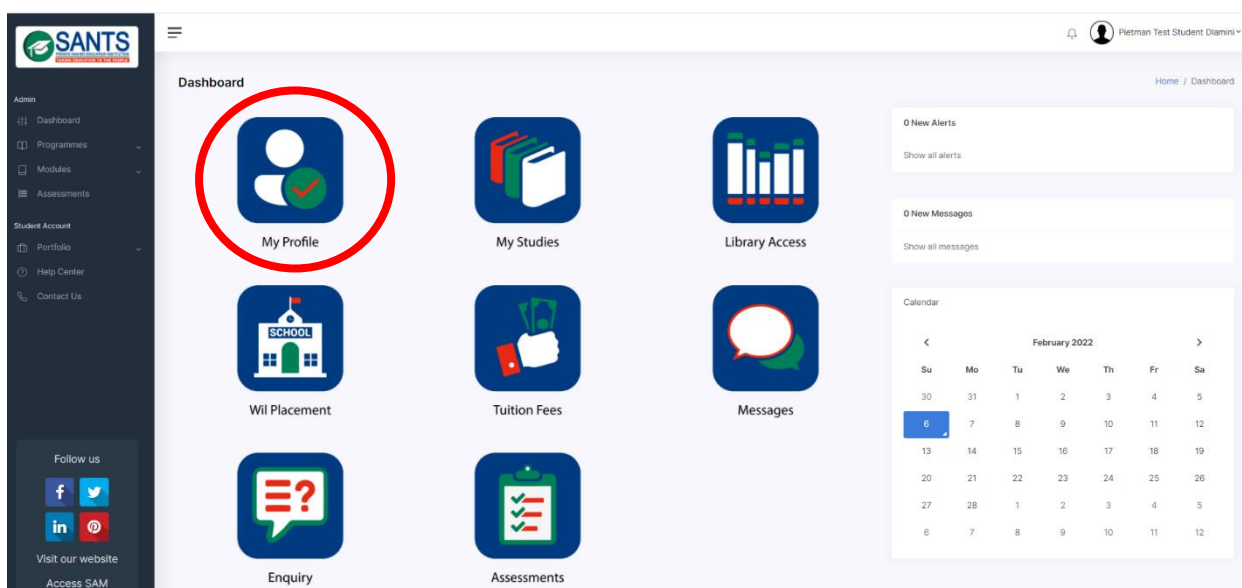 SANTS
PRIVATE HIGHER EDUCATION INSTITUTION
TAKING EDUCATION TO THE PEOPLE
Admin
Dashboard
Programmes
Modules
Assessments
Student Account
Portfolio
Help Center
Contact Us
Follow us
Visit our website
Access SAM
Pietman Test Student Dlamini
Dashboard
Home / Dashboard
My Profile
My Studies
Library Access
SCHOOL
Wil Placement
Tuition Fees
Messages
Enquiry
Assessments
0 New Alerts
Show all alerts
0 New Messages
Show all messages
Calendar
February 2022
Su Mo Tu We Th Fr Sa
30 31 1 2 3 4 5
6 7 8 9 10 11 12
13 14 15 16 17 18 19
20 21 22 23 24 25 26
27 28 1 2 3 4 5
6 7 8 9 10 11 12